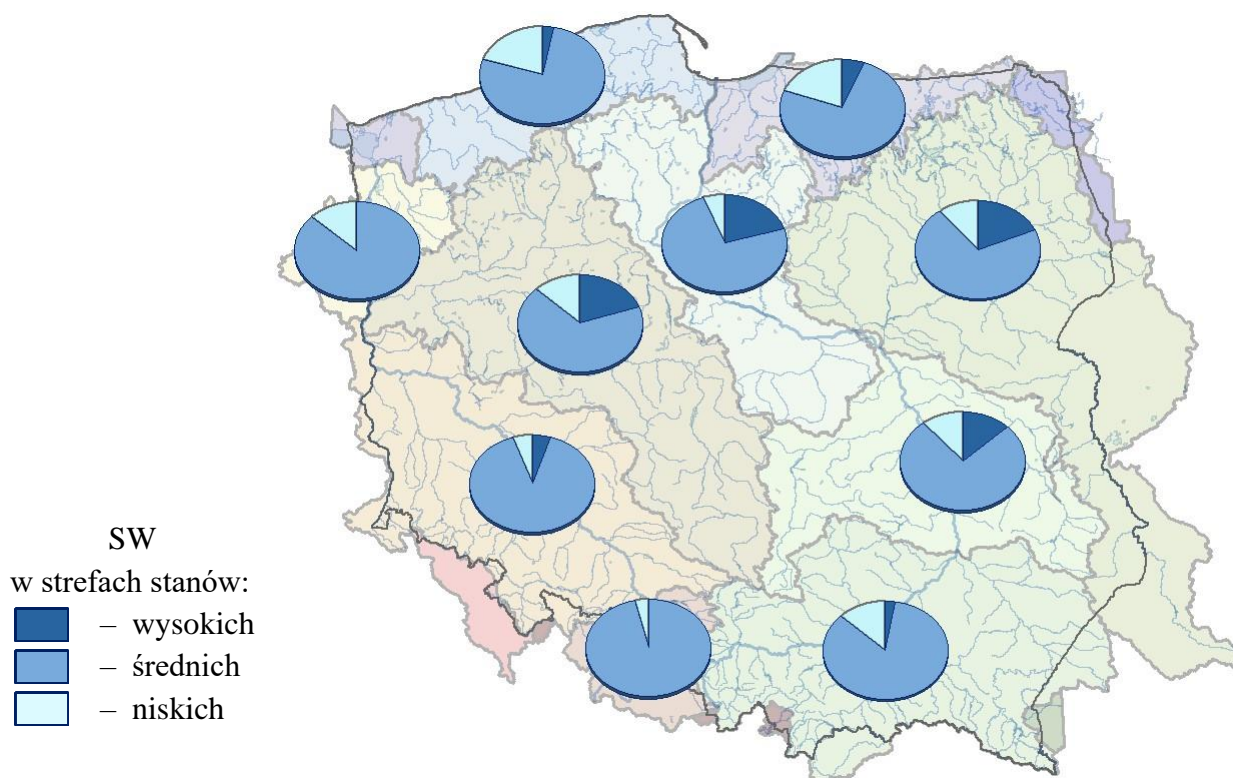 SW
w strefach stanów:
– wysokich
– średnich
– niskich